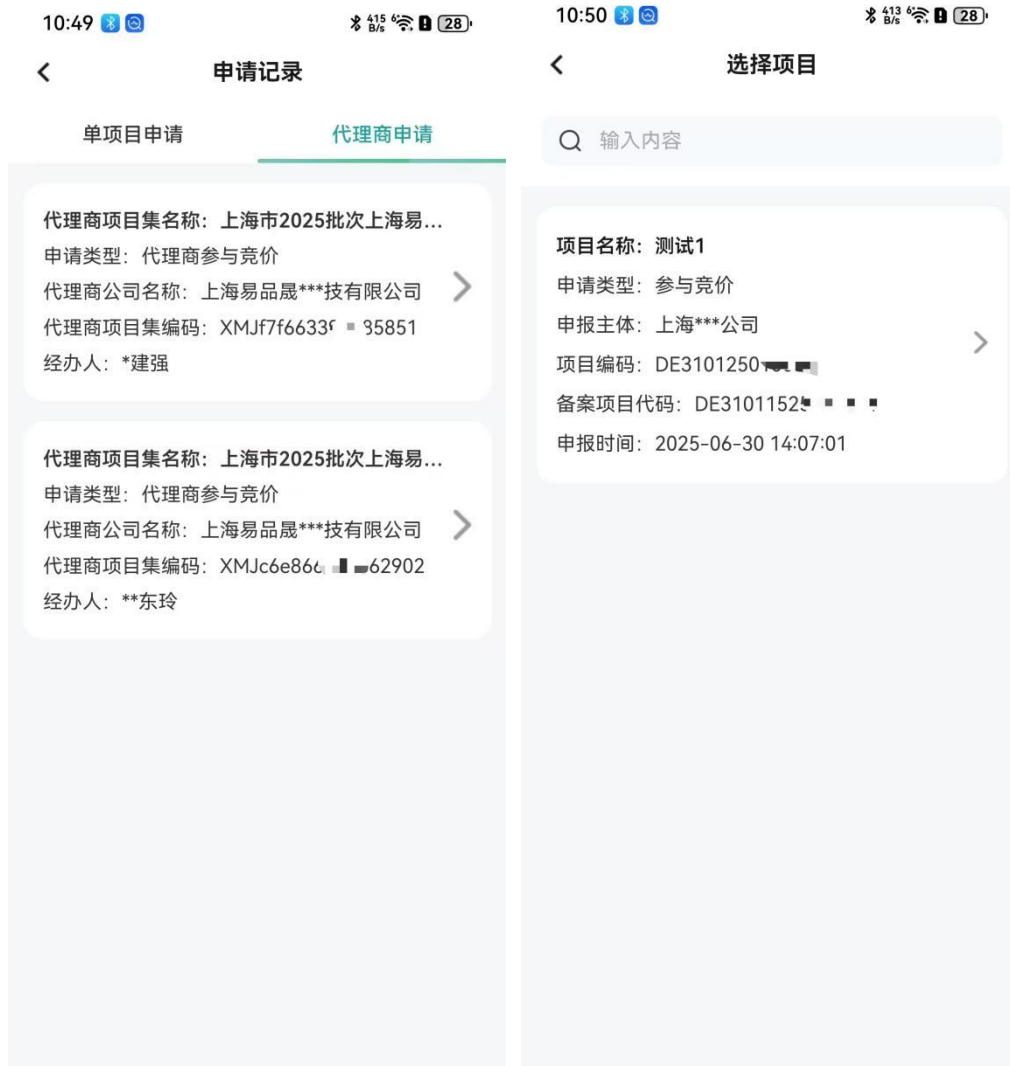 10:49
415 B/s
28
申请记录
单项目申请
代理商申请
代理商项目集名称：上海市2025批次上海易...
申请类型：代理商参与竞价
代理商公司名称：上海易品晟***技有限公司
代理商项目集编码：XMJf7f6633 35851
经办人：*建强
代理商项目集名称：上海市2025批次上海易...
申请类型：代理商参与竞价
代理商公司名称：上海易品晟***技有限公司
代理商项目集编码：XMJc6e866 62902
经办人：**东玲
10:50
413 B/s
28
选择项目
输入内容
项目名称：测试1
申请类型：参与竞价
申报主体：上海***公司
项目编码：DE3101250
备案项目代码：DE3101152
申报时间：2025-06-30 14:07:01